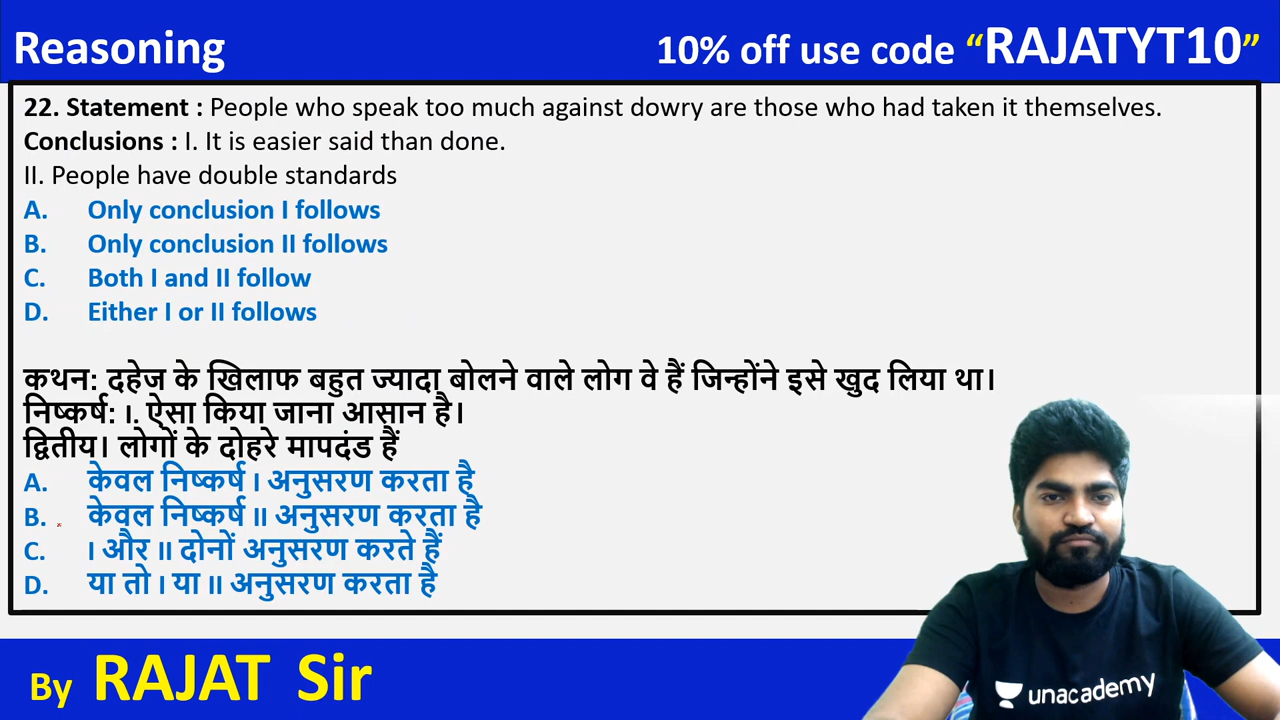 Reasoning
10% off use code “RAJATYT10”
22. Statement : People who speak too much against dowry are those who had taken it themselves.
Conclusions : I. It is easier said than done.
II. People have double standards
A. Only conclusion I follows
B. Only conclusion II follows
C. Both I and II follow
D. Either I or II follows
कथन: दहेज के खिलाफ बहुत ज्यादा बोलने वाले लोग वे हैं जिन्होंने इसे खुद लिया था।
निष्कर्ष: I. ऐसा किया जाना आसान है।
द्वितीय। लोगों के दोहरे मापदंड हैं
A. केवल निष्कर्ष I अनुसरण करता है
B. केवल निष्कर्ष II अनुसरण करता है
C. I और II दोनों अनुसरण करते हैं
D. या तो I या II अनुसरण करता है
unacademy
By RAJAT Sir